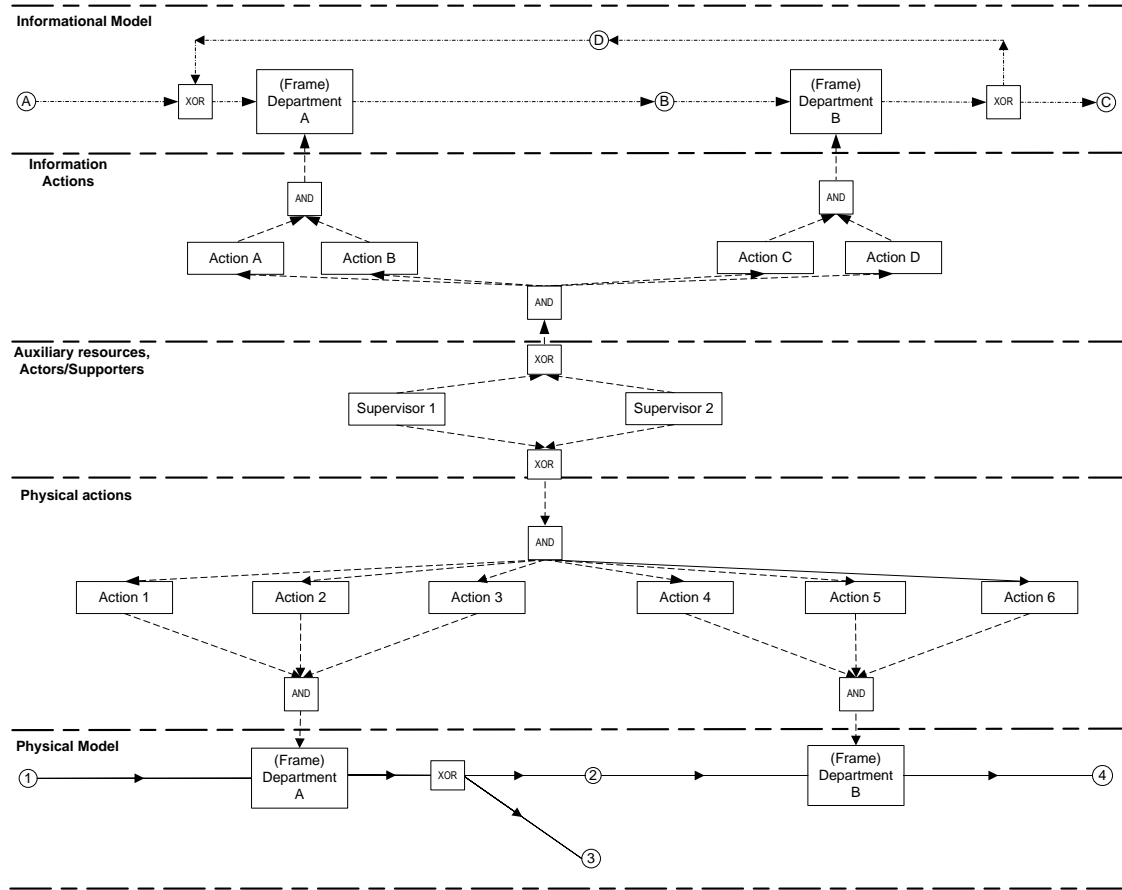 Informational Model
D
A
XOR
(Frame)
Department
A
B
(Frame)
Department
B
XOR
C
Information
Actions
AND
AND
Action A
Action B
Action C
Action D
AND
Auxiliary resources,
Actors/Supporters
XOR
Supervisor 1
Supervisor 2
XOR
Physical actions
AND
Action 1
Action 2
Action 3
Action 4
Action 5
Action 6
AND
AND
Physical Model
1
(Frame)
Department
A
XOR
2
(Frame)
Department
B
4
3